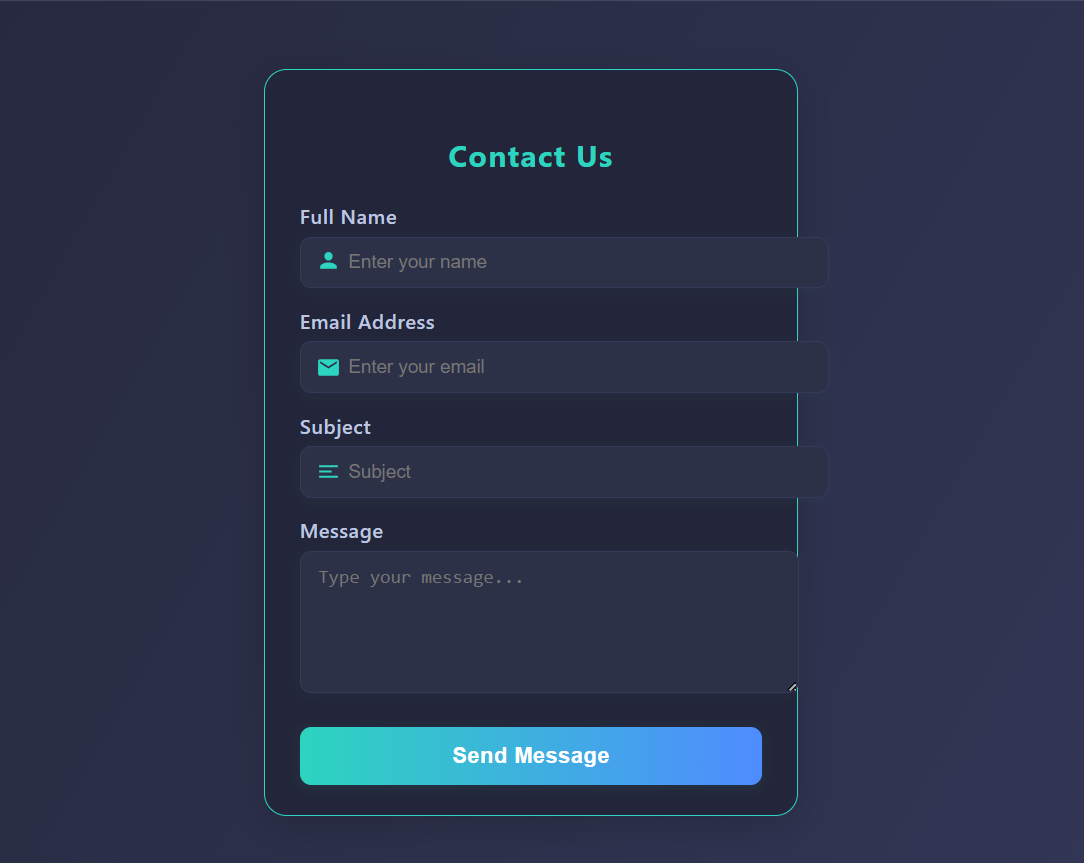 Contact Us
Full Name
Enter your name
Email Address
Enter your email
Subject
Subject
Message
Type your message...
Send Message